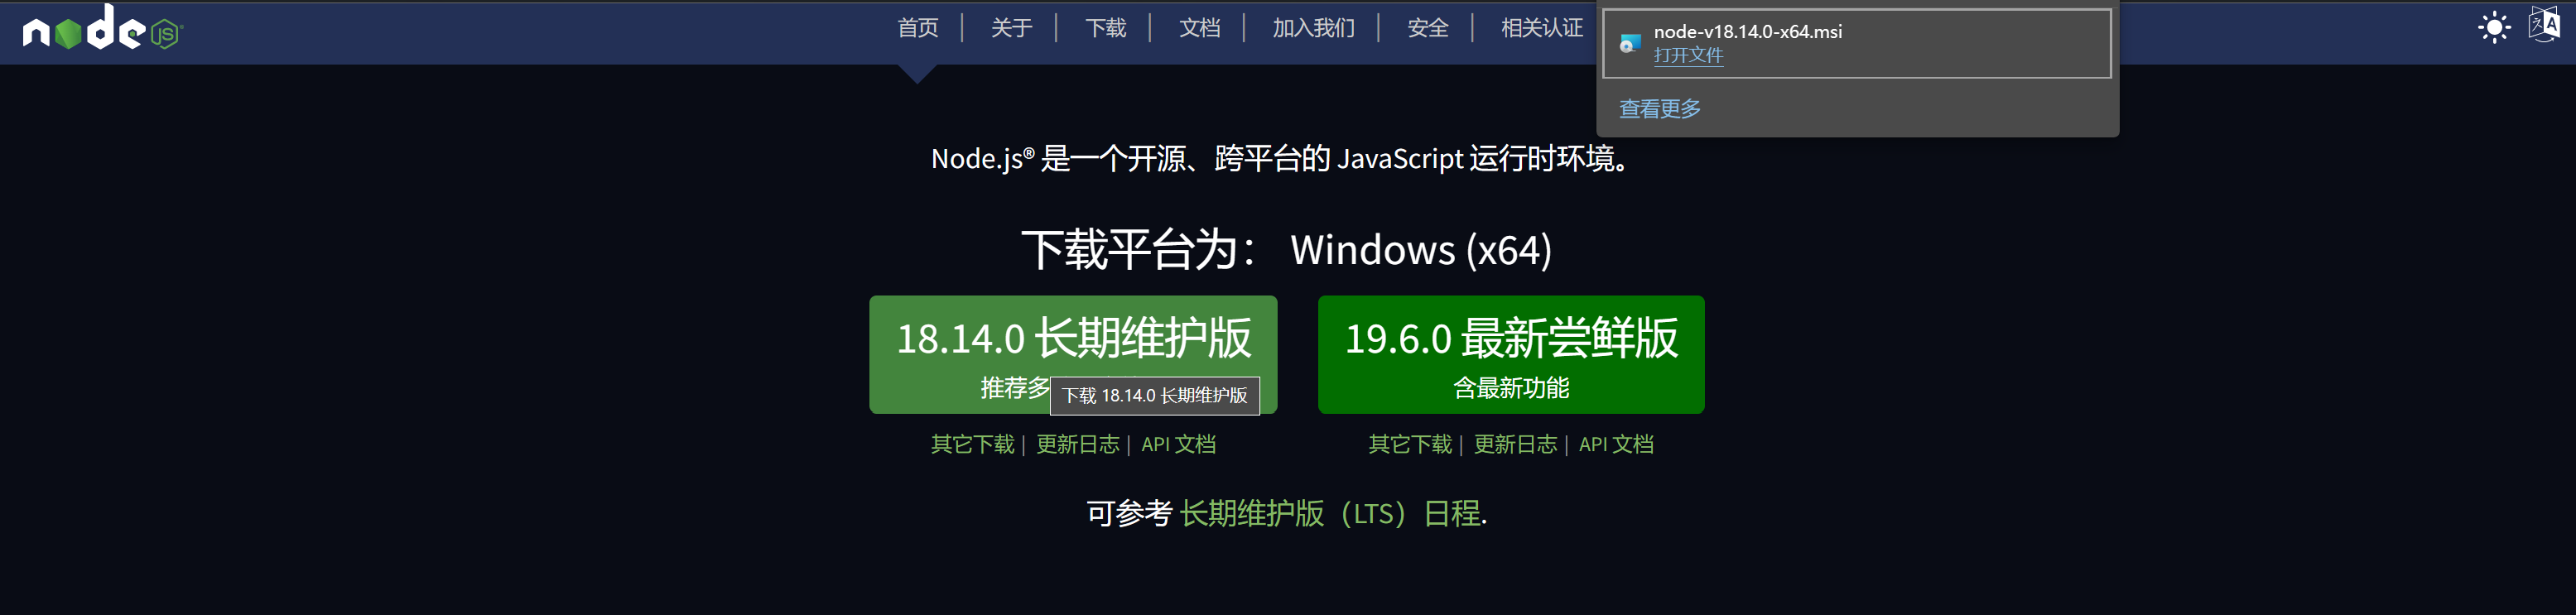 node JS
首页 | 关于 | 下载 | 文档 | 加入我们 | 安全 | 相关认证
node-v18.14.0-x64.msi
打开文件
查看更多
Node.js® 是一个开源、跨平台的 JavaScript 运行时环境。
下载平台为： Windows (x64)
18.14.0 长期维护版
推荐多
下载 18.14.0 长期维护版
19.6.0 最新尝鲜版
含最新功能
其它下载 | 更新日志 | API 文档
其它下载 | 更新日志 | API 文档
可参考 长期维护版（LTS）日程.